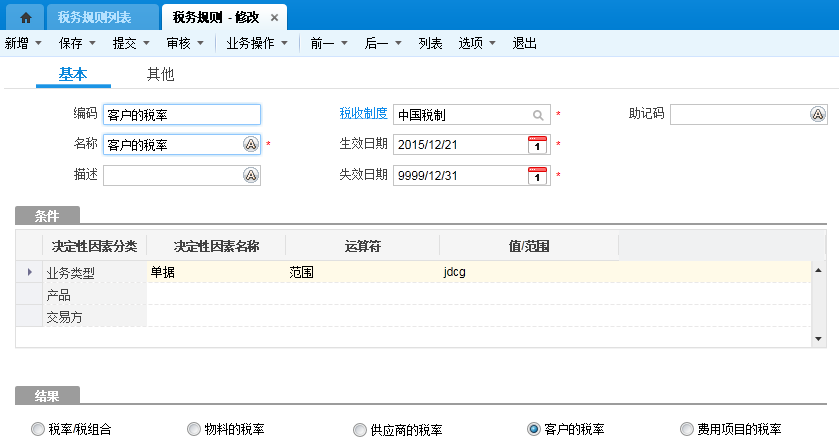 税务规则列表 税务规则 - 修改 ×
新增 保存 提交 审核 业务操作 前一 后一 列表 选项 退出
基本 其他
编码 客户的税率 税收制度 中国税制 * 助记码
名称 客户的税率 * 生效日期 2015/12/21 *
描述 失效日期 9999/12/31 *
条件
决定性因素分类 决定性因素名称 运算符 值/范围
业务类型 单据 范围 jdcg
产品
交易方
结果
税率/税组合 物料的税率 供应商的税率 客户的税率 费用项目的税率